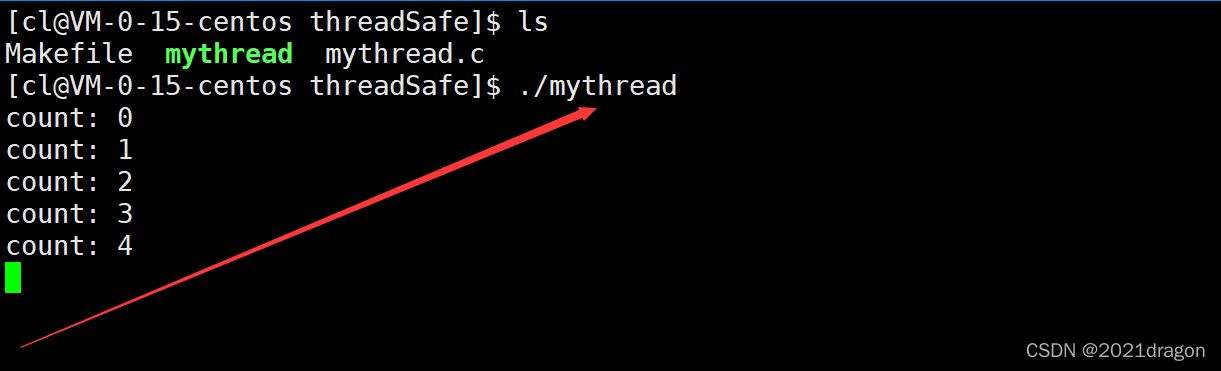 [cl@VM-0-15-centos threadSafe]$ ls
Makefile  mythread  mythread.c
[cl@VM-0-15-centos threadSafe]$ ./mythread
count: 0
count: 1
count: 2
count: 3
count: 4
CSDN @2021dragon